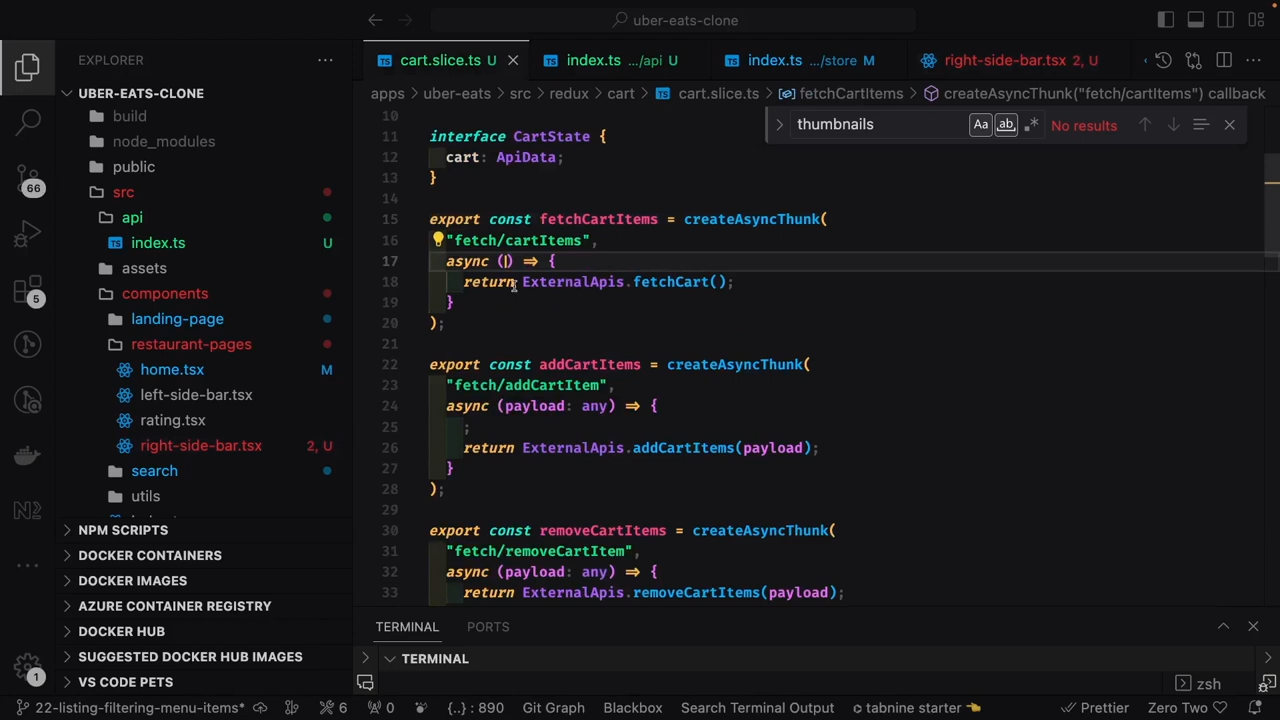 uber-eats-clone
EXPLORER
cart.slice.ts U
index.ts .../api U
index.ts .../store M
right-side-bar.tsx 2, U
UBER-EATS-CLONE
apps > uber-eats > src > redux > cart > cart.slice.ts > fetchCartItems > createAsyncThunk("fetch/cartItems") callback
build
node_modules
public
src
api
index.ts U
assets
components
landing-page
restaurant-pages
home.tsx M
left-side-bar.tsx
rating.tsx
right-side-bar.tsx 2, U
search
utils
NPM SCRIPTS
DOCKER CONTAINERS
DOCKER IMAGES
AZURE CONTAINER REGISTRY
DOCKER HUB
SUGGESTED DOCKER HUB IMAGES
VS CODE PETS
66
5
1
thumbnails Aa ab No results
10
11 interface CartState {
12 cart: ApiData;
13 }
14
15 export const fetchCartItems = createAsyncThunk(
16 "fetch/cartItems",
17 async () => {
18 return ExternalApis.fetchCart();
19 }
20 );
21
22 export const addCartItems = createAsyncThunk(
23 "fetch/addCartItem",
24 async (payload: any) => {
25 ;
26 return ExternalApis.addCartItems(payload);
27 }
28 );
29
30 export const removeCartItems = createAsyncThunk(
31 "fetch/removeCartItem",
32 async (payload: any) => {
33 return ExternalApis.removeCartItems(payload);
TERMINAL PORTS
TERMINAL
zsh
22-listing-filtering-menu-items* 6 0 {..} : 890 Git Graph Blackbox Search Terminal Output tabnine starter Prettier Zero Two